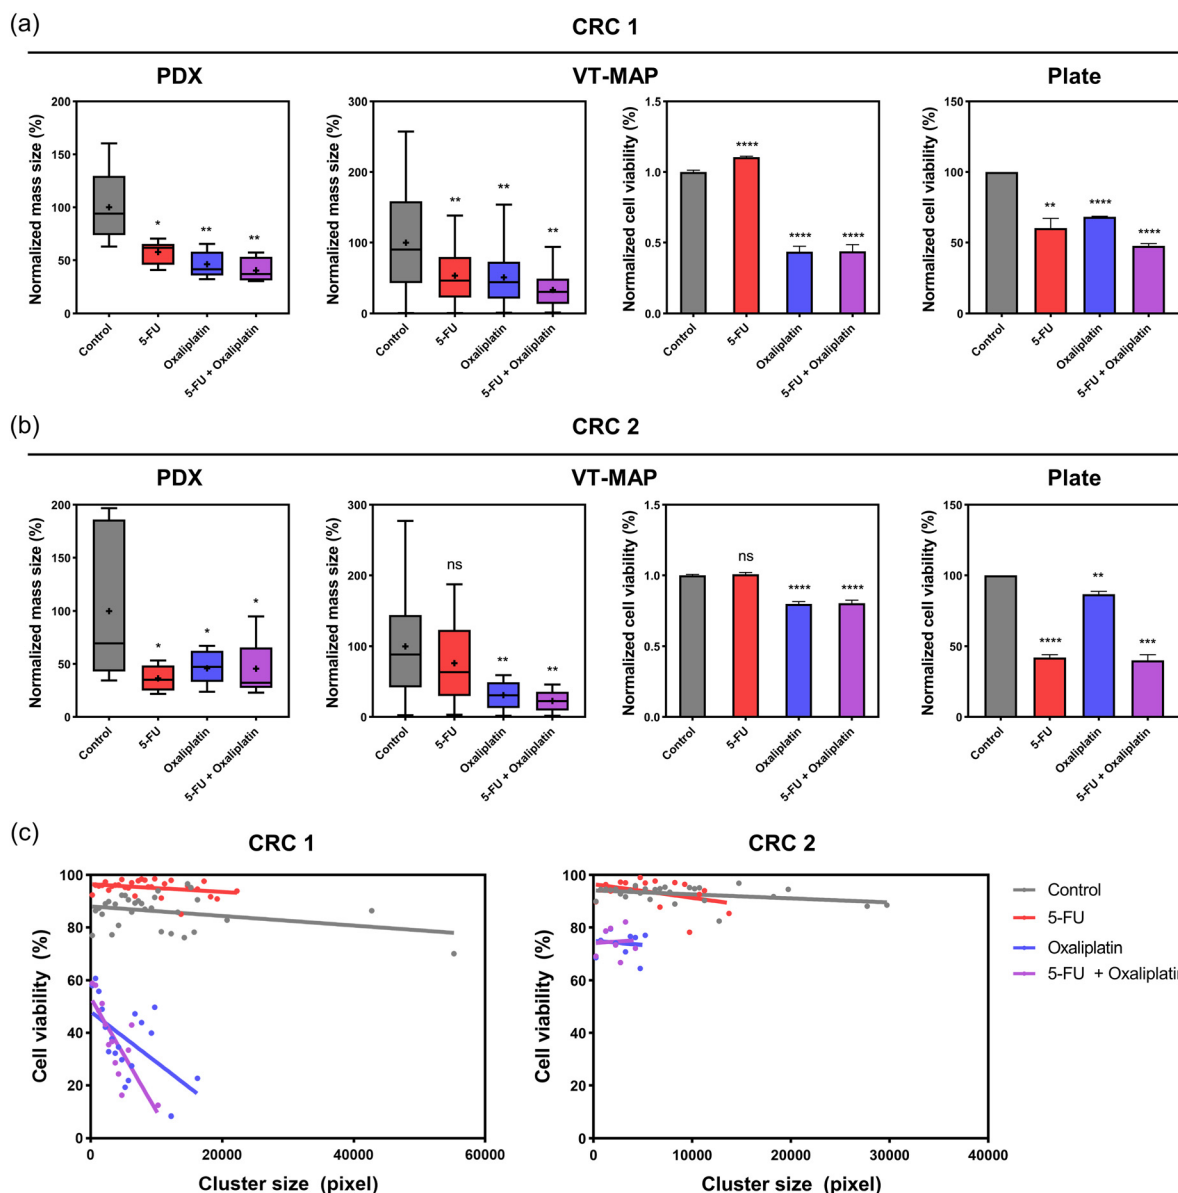 (a)
CRC 1
PDX
VT-MAP
Plate
Normalized mass size (%)
200
150
100
50
0
*
**
**
Control
5-FU
Oxaliplatin
5-FU + Oxaliplatin
Normalized mass size (%)
300
200
100
0
**
**
**
Control
5-FU
Oxaliplatin
5-FU + Oxaliplatin
Normalized cell viability (%)
1.5
1.0
0.5
0.0
****
****
****
Control
5-FU
Oxaliplatin
5-FU + Oxaliplatin
Normalized cell viability (%)
150
100
50
0
**
****
****
Control
5-FU
Oxaliplatin
5-FU + Oxaliplatin
(b)
CRC 2
PDX
VT-MAP
Plate
Normalized mass size (%)
200
150
100
50
0
*
*
*
Control
5-FU
Oxaliplatin
5-FU + Oxaliplatin
Normalized mass size (%)
300
200
100
0
ns
**
**
Control
5-FU
Oxaliplatin
5-FU + Oxaliplatin
Normalized cell viability (%)
1.5
1.0
0.5
0.0
ns
****
****
Control
5-FU
Oxaliplatin
5-FU + Oxaliplatin
Normalized cell viability (%)
150
100
50
0
****
**
***
Control
5-FU
Oxaliplatin
5-FU + Oxaliplatin
(c)
CRC 1
Cell viability (%)
100
80
60
40
20
0
0
20000
40000
60000
Cluster size (pixel)
CRC 2
Cell viability (%)
100
80
60
40
20
0
0
10000
20000
30000
40000
Cluster size (pixel)
Control
5-FU
Oxaliplatin
5-FU + Oxaliplatin